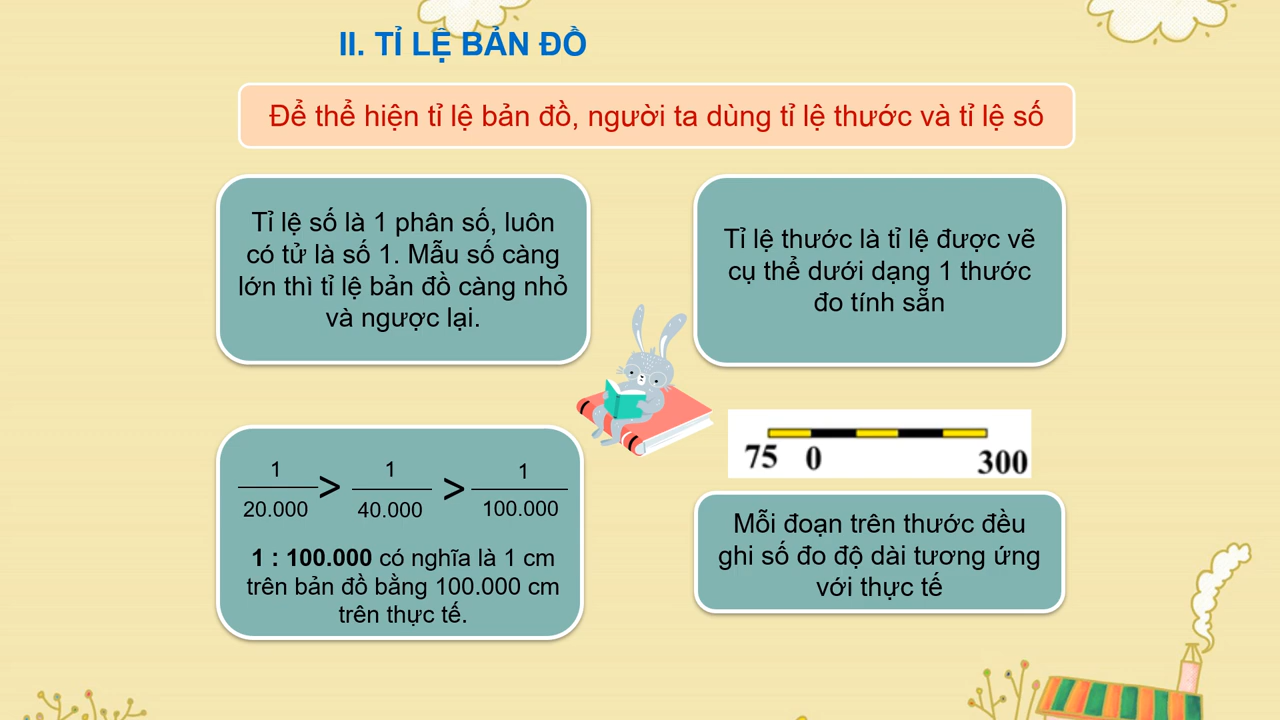 II. TỈ LỆ BẢN ĐỒ
Để thể hiện tỉ lệ bản đồ, người ta dùng tỉ lệ thước và tỉ lệ số
Tỉ lệ số là 1 phân số, luôn
có tử là số 1. Mẫu số càng
lớn thì tỉ lệ bản đồ càng nhỏ
và ngược lại.
Tỉ lệ thước là tỉ lệ được vẽ
cụ thể dưới dạng 1 thước
đo tính sẵn
75 0 300
1 > 1 > 1
20.000 40.000 100.000
1 : 100.000 có nghĩa là 1 cm
trên bản đồ bằng 100.000 cm
trên thực tế.
Mỗi đoạn trên thước đều
ghi số đo độ dài tương ứng
với thực tế